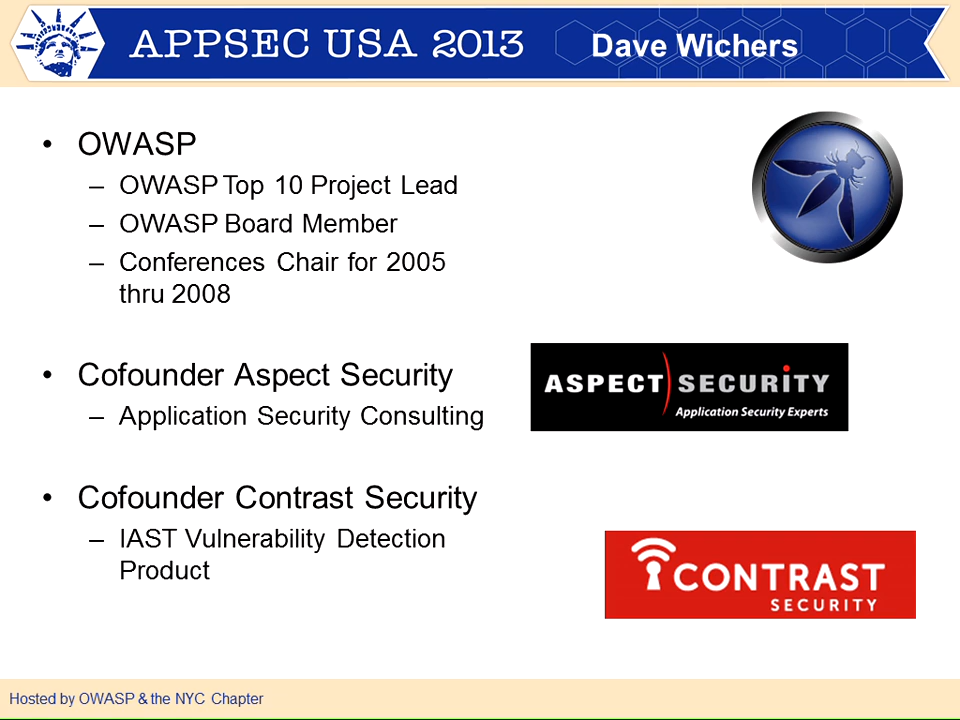 APPSEC USA 2013
Dave Wichers
• OWASP
– OWASP Top 10 Project Lead
– OWASP Board Member
– Conferences Chair for 2005
thru 2008
• Cofounder Aspect Security
– Application Security Consulting
ASPECT SECURITY
Application Security Experts
• Cofounder Contrast Security
– IAST Vulnerability Detection
Product
CONTRAST
SECURITY
Hosted by OWASP & the NYC Chapter